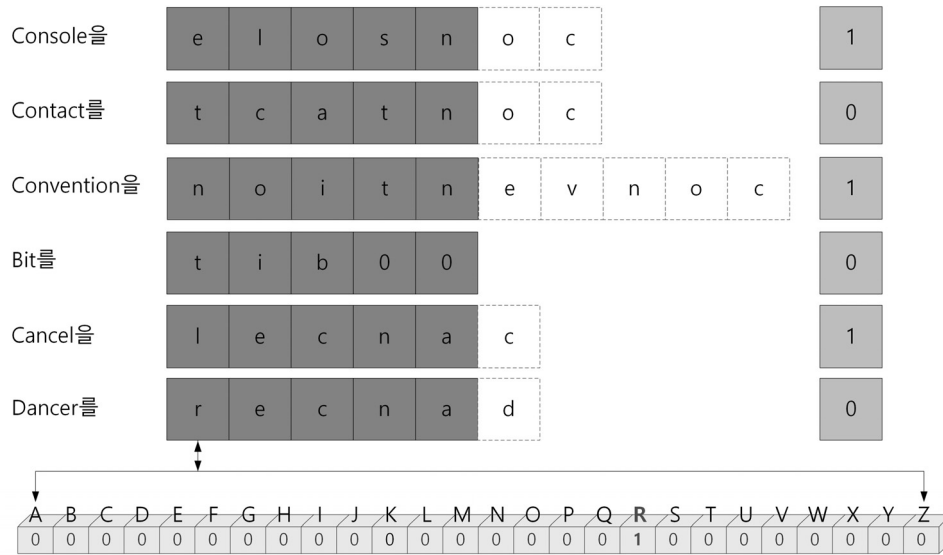 Console을 e l o s n o c 1
Contact를 t c a t n o c 0
Convention을 n o i t n e v n o c 1
Bit를 t i b 0 0 0
Cancel을 l e c n a c 1
Dancer를 r e c n a d 0
A B C D E F G H I J K L M N O P Q R S T U V W X Y Z
0 0 0 0 0 0 0 0 0 0 0 0 0 0 0 0 0 1 0 0 0 0 0 0 0 0